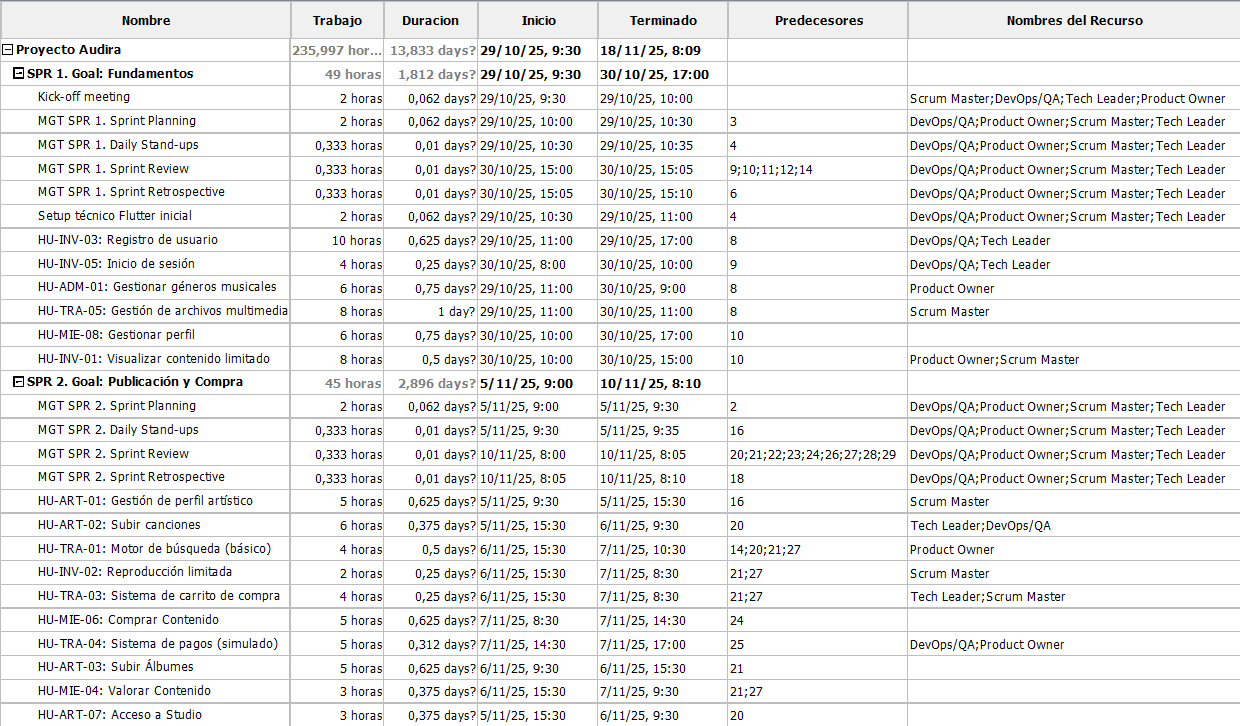 Nombre Trabajo Duracion Inicio Terminado Predecesores Nombres del Recurso
Proyecto Audira 235,997 hor... 13,833 days? 29/10/25, 9:30 18/11/25, 8:09
SPR 1. Goal: Fundamentos 49 horas 1,812 days? 29/10/25, 9:30 30/10/25, 17:00
Kick-off meeting 2 horas 0,062 days? 29/10/25, 9:30 29/10/25, 10:00 Scrum Master;DevOps/QA;Tech Leader;Product Owner
MGT SPR 1. Sprint Planning 2 horas 0,062 days? 29/10/25, 10:00 29/10/25, 10:30 3 DevOps/QA;Product Owner;Scrum Master;Tech Leader
MGT SPR 1. Daily Stand-ups 0,333 horas 0,01 days? 29/10/25, 10:30 29/10/25, 10:35 4 DevOps/QA;Product Owner;Scrum Master;Tech Leader
MGT SPR 1. Sprint Review 0,333 horas 0,01 days? 30/10/25, 15:00 30/10/25, 15:05 9;10;11;12;14 DevOps/QA;Product Owner;Scrum Master;Tech Leader
MGT SPR 1. Sprint Retrospective 0,333 horas 0,01 days? 30/10/25, 15:05 30/10/25, 15:10 6 DevOps/QA;Product Owner;Scrum Master;Tech Leader
Setup técnico Flutter inicial 2 horas 0,062 days? 29/10/25, 10:30 29/10/25, 11:00 4 DevOps/QA;Product Owner;Scrum Master;Tech Leader
HU-INV-03: Registro de usuario 10 horas 0,625 days? 29/10/25, 11:00 29/10/25, 17:00 8 DevOps/QA;Tech Leader
HU-INV-05: Inicio de sesión 4 horas 0,25 days? 30/10/25, 8:00 30/10/25, 10:00 9 DevOps/QA;Tech Leader
HU-ADM-01: Gestionar géneros musicales 6 horas 0,75 days? 29/10/25, 11:00 30/10/25, 9:00 8 Product Owner
HU-TRA-05: Gestión de archivos multimedia 8 horas 1 day? 29/10/25, 11:00 30/10/25, 11:00 8 Scrum Master
HU-MIE-08: Gestionar perfil 6 horas 0,75 days? 30/10/25, 10:00 30/10/25, 17:00 10
HU-INV-01: Visualizar contenido limitado 8 horas 0,5 days? 30/10/25, 10:00 30/10/25, 15:00 10 Product Owner;Scrum Master
SPR 2. Goal: Publicación y Compra 45 horas 2,896 days? 5/11/25, 9:00 10/11/25, 8:10
MGT SPR 2. Sprint Planning 2 horas 0,062 days? 5/11/25, 9:00 5/11/25, 9:30 2 DevOps/QA;Product Owner;Scrum Master;Tech Leader
MGT SPR 2. Daily Stand-ups 0,333 horas 0,01 days? 5/11/25, 9:30 5/11/25, 9:35 16 DevOps/QA;Product Owner;Scrum Master;Tech Leader
MGT SPR 2. Sprint Review 0,333 horas 0,01 days? 10/11/25, 8:00 10/11/25, 8:05 20;21;22;23;24;26;27;28;29 DevOps/QA;Product Owner;Scrum Master;Tech Leader
MGT SPR 2. Sprint Retrospective 0,333 horas 0,01 days? 10/11/25, 8:05 10/11/25, 8:10 18 DevOps/QA;Product Owner;Scrum Master;Tech Leader
HU-ART-01: Gestión de perfil artístico 5 horas 0,625 days? 5/11/25, 9:30 5/11/25, 15:30 16 Scrum Master
HU-ART-02: Subir canciones 6 horas 0,375 days? 5/11/25, 15:30 6/11/25, 9:30 20 Tech Leader;DevOps/QA
HU-TRA-01: Motor de búsqueda (básico) 4 horas 0,5 days? 6/11/25, 15:30 7/11/25, 10:30 14;20;21;27 Product Owner
HU-INV-02: Reproducción limitada 2 horas 0,25 days? 6/11/25, 15:30 7/11/25, 8:30 21;27 Scrum Master
HU-TRA-03: Sistema de carrito de compra 4 horas 0,25 days? 6/11/25, 15:30 7/11/25, 8:30 21;27 Tech Leader;Scrum Master
HU-MIE-06: Comprar Contenido 5 horas 0,625 days? 7/11/25, 8:30 7/11/25, 14:30 24
HU-TRA-04: Sistema de pagos (simulado) 5 horas 0,312 days? 7/11/25, 14:30 7/11/25, 17:00 25 DevOps/QA;Product Owner
HU-ART-03: Subir Álbumes 5 horas 0,625 days? 6/11/25, 9:30 6/11/25, 15:30 21
HU-MIE-04: Valorar Contenido 3 horas 0,375 days? 6/11/25, 15:30 7/11/25, 9:30 21;27
HU-ART-07: Acceso a Studio 3 horas 0,375 days? 5/11/25, 15:30 6/11/25, 9:30 20